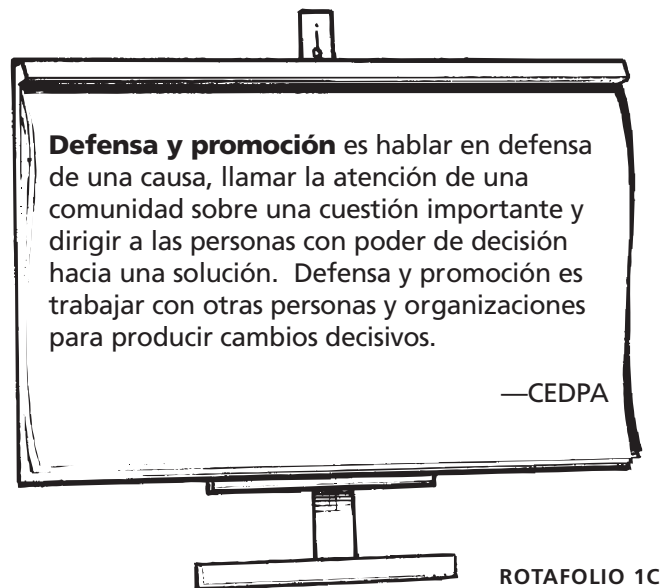 Defensa y promoción es hablar en defensa
de una causa, llamar la atención de una
comunidad sobre una cuestión importante y
dirigir a las personas con poder de decisión
hacia una solución.  Defensa y promoción es
trabajar con otras personas y organizaciones
para producir cambios decisivos.
—CEDPA
ROTAFOLIO 1C